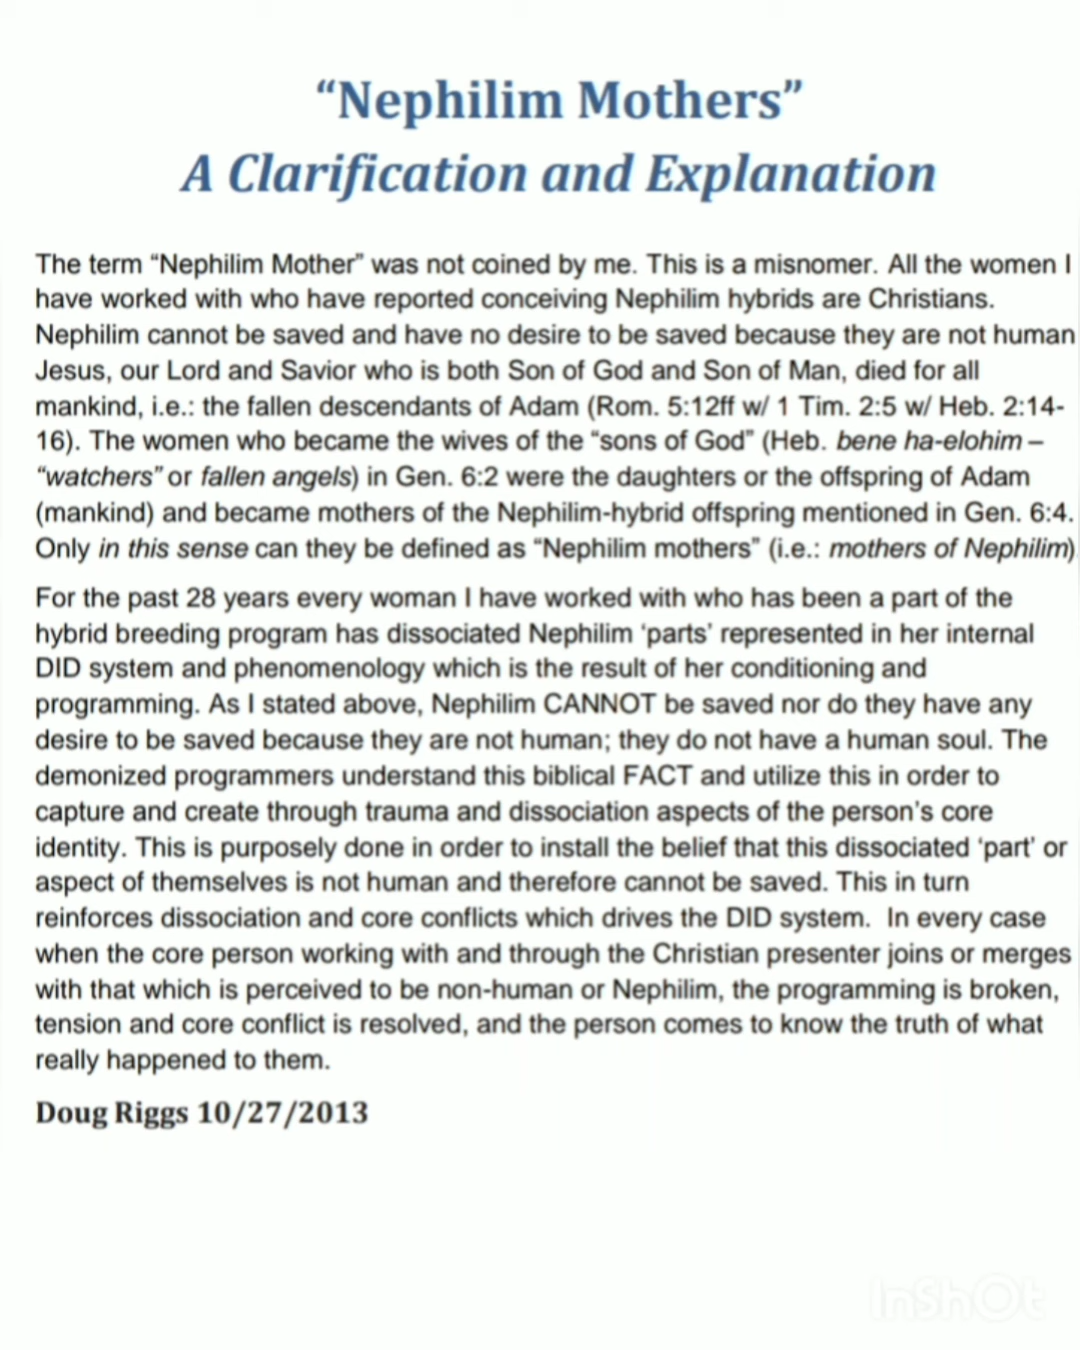 “Nephilim Mothers”
A Clarification and Explanation
The term “Nephilim Mother” was not coined by me. This is a misnomer. All the women I
have worked with who have reported conceiving Nephilim hybrids are Christians.
Nephilim cannot be saved and have no desire to be saved because they are not human
Jesus, our Lord and Savior who is both Son of God and Son of Man, died for all
mankind, i.e.: the fallen descendants of Adam (Rom. 5:12ff w/ 1 Tim. 2:5 w/ Heb. 2:14-
16). The women who became the wives of the “sons of God” (Heb. bene ha-elohim –
“watchers” or fallen angels) in Gen. 6:2 were the daughters or the offspring of Adam
(mankind) and became mothers of the Nephilim-hybrid offspring mentioned in Gen. 6:4.
Only in this sense can they be defined as “Nephilim mothers” (i.e.: mothers of Nephilim)
For the past 28 years every woman I have worked with who has been a part of the
hybrid breeding program has dissociated Nephilim ‘parts’ represented in her internal
DID system and phenomenology which is the result of her conditioning and
programming. As I stated above, Nephilim CANNOT be saved nor do they have any
desire to be saved because they are not human; they do not have a human soul. The
demonized programmers understand this biblical FACT and utilize this in order to
capture and create through trauma and dissociation aspects of the person’s core
identity. This is purposely done in order to install the belief that this dissociated ‘part’ or
aspect of themselves is not human and therefore cannot be saved. This in turn
reinforces dissociation and core conflicts which drives the DID system.  In every case
when the core person working with and through the Christian presenter joins or merges
with that which is perceived to be non-human or Nephilim, the programming is broken,
tension and core conflict is resolved, and the person comes to know the truth of what
really happened to them.
Doug Riggs 10/27/2013
InShOt